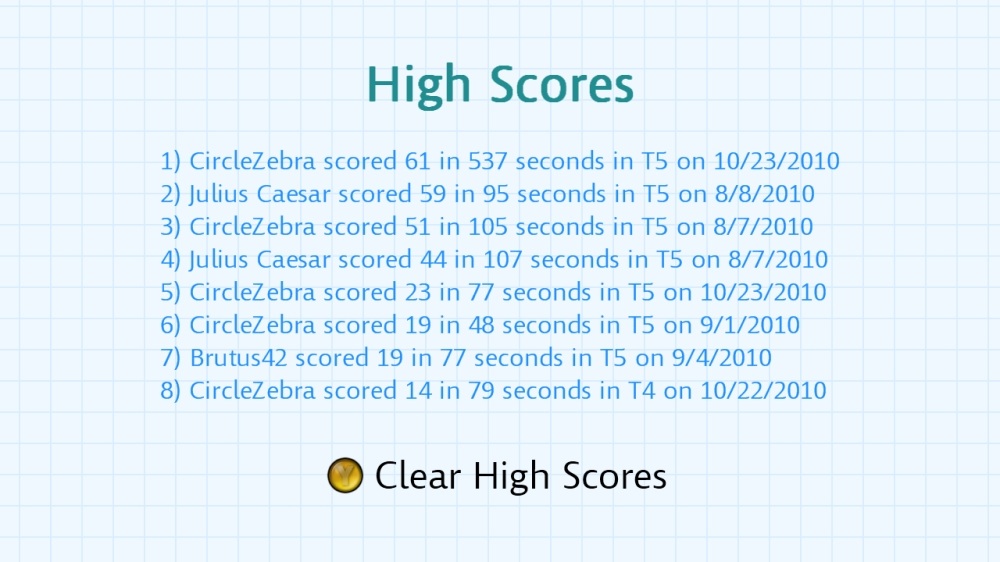 High Scores
1) CircleZebra scored 61 in 537 seconds in T5 on 10/23/2010
2) Julius Caesar scored 59 in 95 seconds in T5 on 8/8/2010
3) CircleZebra scored 51 in 105 seconds in T5 on 8/7/2010
4) Julius Caesar scored 44 in 107 seconds in T5 on 8/7/2010
5) CircleZebra scored 23 in 77 seconds in T5 on 10/23/2010
6) CircleZebra scored 19 in 48 seconds in T5 on 9/1/2010
7) Brutus42 scored 19 in 77 seconds in T5 on 9/4/2010
8) CircleZebra scored 14 in 79 seconds in T4 on 10/22/2010
Y Clear High Scores